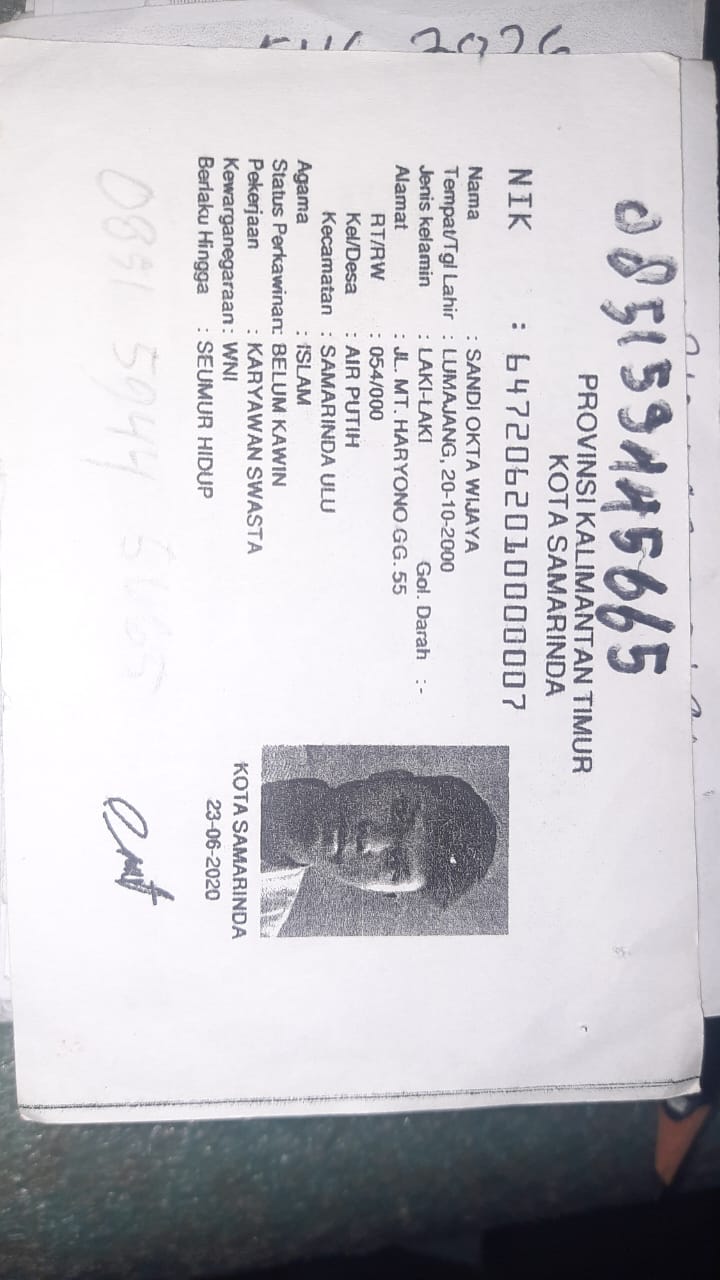 2026
085159445665
PROVINSI KALIMANTAN TIMUR
KOTA SAMARINDA
NIK : 6472062010000007
Nama : SANDI OKTA WIJAYA
Tempat/Tgl Lahir : LUMAJANG, 20-10-2000
Jenis kelamin : LAKI-LAKI Gol. Darah :-
Alamat : JL. MT. HARYONO GG. 55
RT/RW : 054/000
Kel/Desa : AIR PUTIH
Kecamatan : SAMARINDA ULU
Agama : ISLAM
Status Perkawinan: BELUM KAWIN
Pekerjaan : KARYAWAN SWASTA
Kewarganegaraan : WNI
Berlaku Hingga : SEUMUR HIDUP
KOTA SAMARINDA
23-06-2020